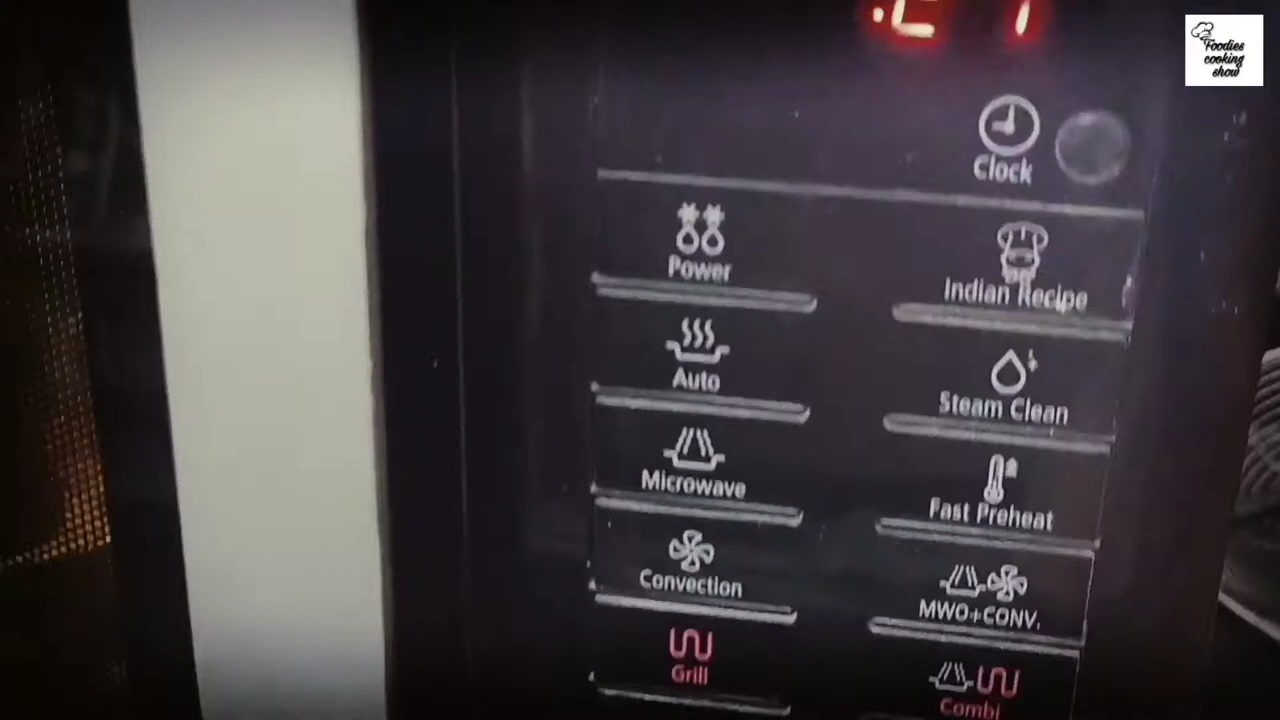 Foodies
cooking
show
Clock
Power
Indian Recipe
Auto
Steam Clean
Microwave
Fast Preheat
Convection
MWO+CONV.
Grill
Combi